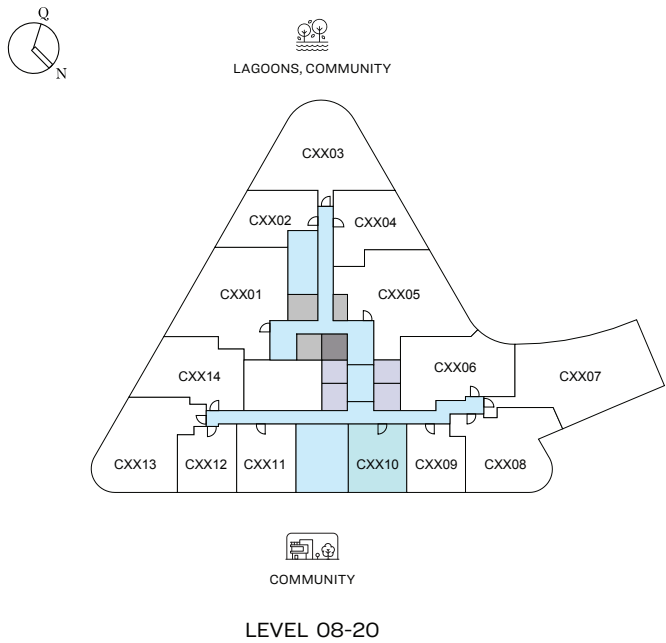 Q
N
LAGOONS, COMMUNITY
CXX03
CXX02
CXX04
CXX01
CXX05
CXX14
CXX06
CXX07
CXX13
CXX12
CXX11
CXX10
CXX09
CXX08
COMMUNITY
LEVEL 08-20